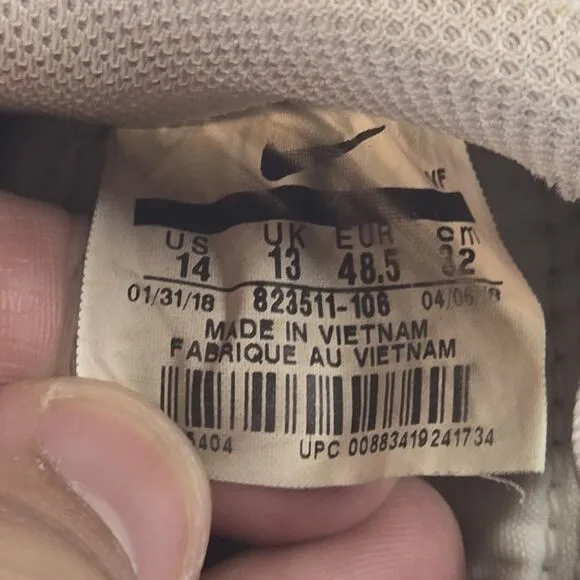 VF
US UK EUR cm
14 13 48.5 32
01/31/18 823511-106
MADE IN VIETNAM
FABRIQUE AU VIETNAM
UPC 00883419241734